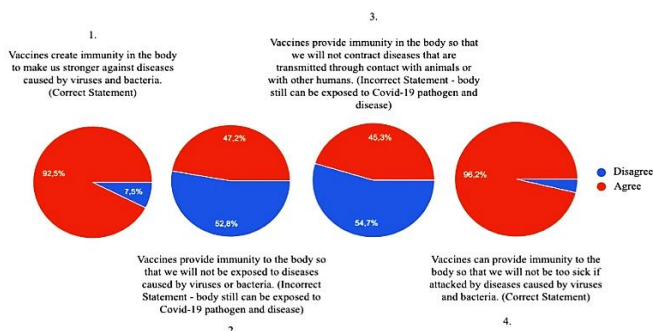 1.
Vaccines create immunity in the body
to make us stronger against diseases
caused by viruses and bacteria.
(Correct Statement)
3.
Vaccines provide immunity in the body so that
we will not contract diseases that are
transmitted through contact with animals or
with other humans. (Incorrect Statement - body
still can be exposed to Covid-19 pathogen and
disease)
92,5%
7,5%
47,2%
52,8%
45,3%
54,7%
96,2%
Disagree
Agree
Vaccines provide immunity to the body so
that we will not be exposed to diseases
caused by viruses or bacteria. (Incorrect
Statement - body still can be exposed to
Covid-19 pathogen and disease)
2.
Vaccines can provide immunity to the
body so that we will not be too sick if
attacked by diseases caused by viruses
and bacteria. (Correct Statement)
4.